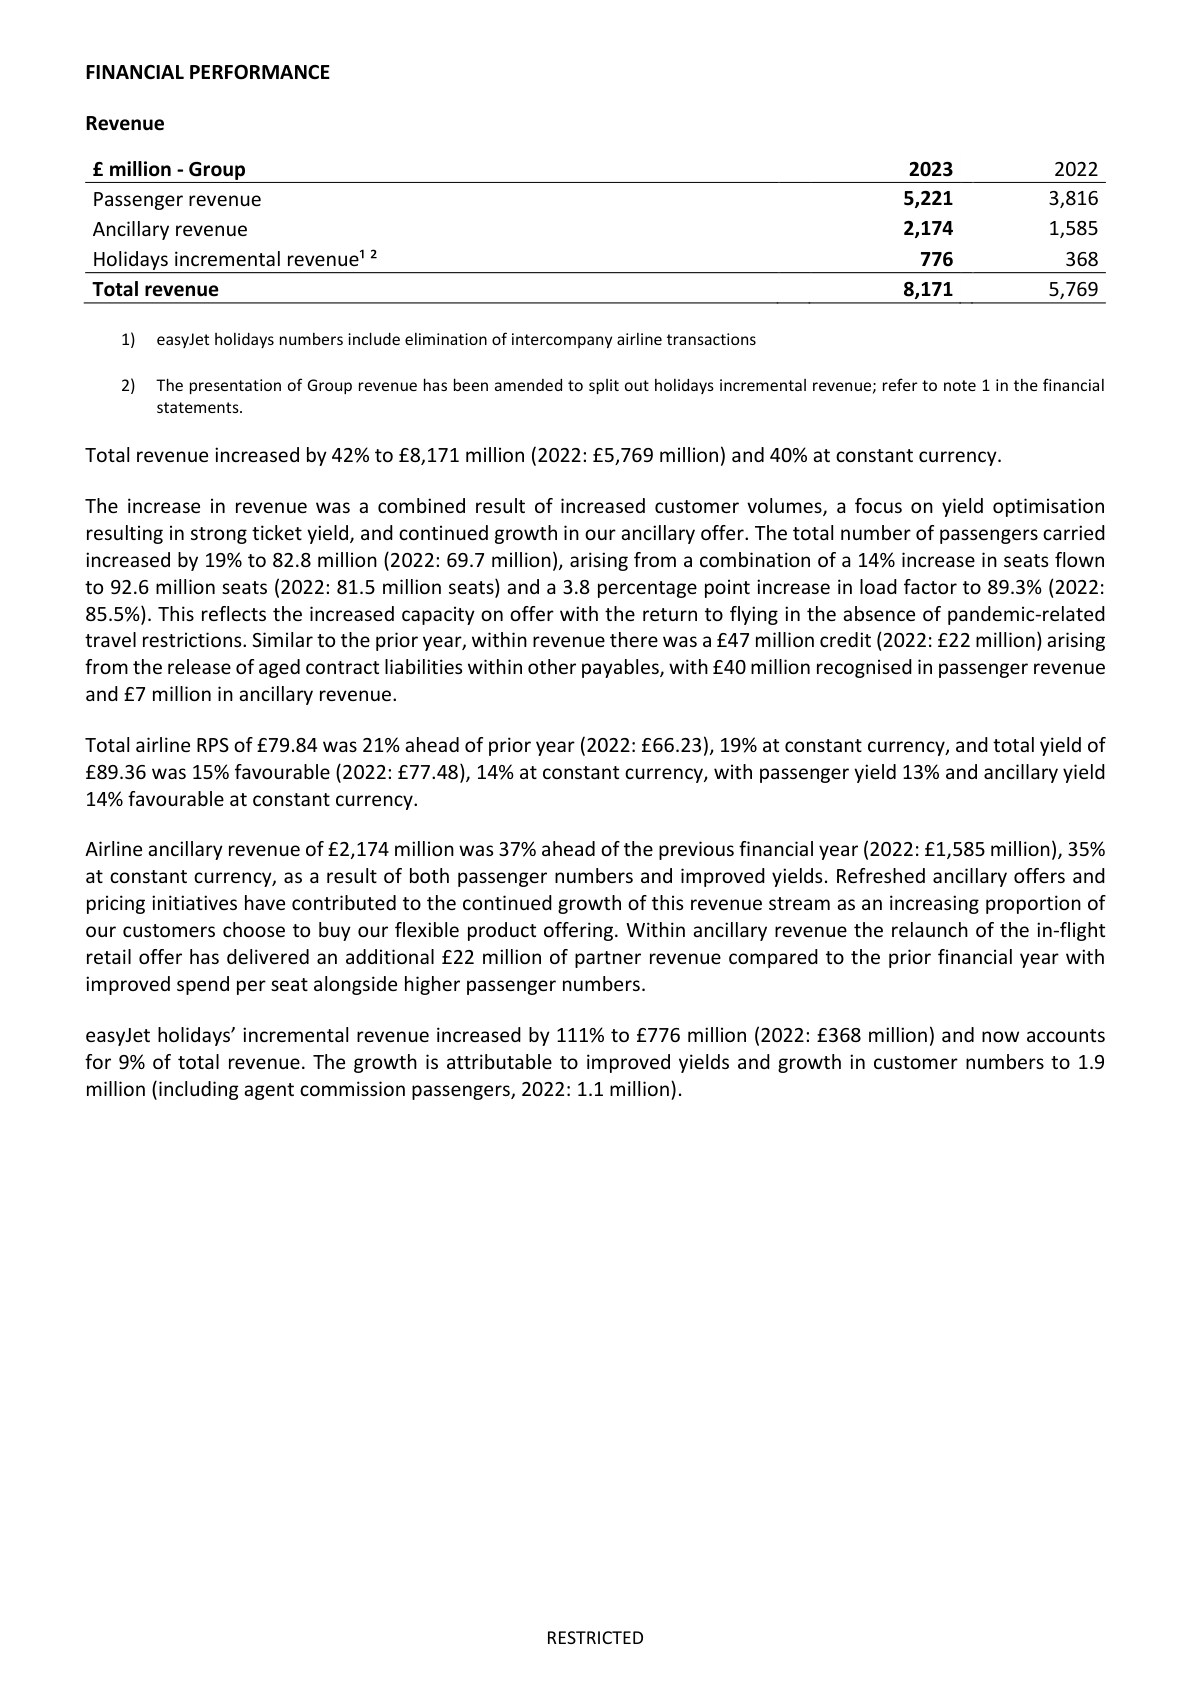 FINANCIAL PERFORMANCE
Revenue
£ million - Group 2023 2022
Passenger revenue 5,221 3,816
Ancillary revenue 2,174 1,585
Holidays incremental revenue¹ ² 776 368
Total revenue 8,171 5,769
1) easyJet holidays numbers include elimination of intercompany airline transactions
2) The presentation of Group revenue has been amended to split out holidays incremental revenue; refer to note 1 in the financial
statements.
Total revenue increased by 42% to £8,171 million (2022: £5,769 million) and 40% at constant currency.
The increase in revenue was a combined result of increased customer volumes, a focus on yield optimisation
resulting in strong ticket yield, and continued growth in our ancillary offer. The total number of passengers carried
increased by 19% to 82.8 million (2022: 69.7 million), arising from a combination of a 14% increase in seats flown
to 92.6 million seats (2022: 81.5 million seats) and a 3.8 percentage point increase in load factor to 89.3% (2022:
85.5%). This reflects the increased capacity on offer with the return to flying in the absence of pandemic-related
travel restrictions. Similar to the prior year, within revenue there was a £47 million credit (2022: £22 million) arising
from the release of aged contract liabilities within other payables, with £40 million recognised in passenger revenue
and £7 million in ancillary revenue.
Total airline RPS of £79.84 was 21% ahead of prior year (2022: £66.23), 19% at constant currency, and total yield of
£89.36 was 15% favourable (2022: £77.48), 14% at constant currency, with passenger yield 13% and ancillary yield
14% favourable at constant currency.
Airline ancillary revenue of £2,174 million was 37% ahead of the previous financial year (2022: £1,585 million), 35%
at constant currency, as a result of both passenger numbers and improved yields. Refreshed ancillary offers and
pricing initiatives have contributed to the continued growth of this revenue stream as an increasing proportion of
our customers choose to buy our flexible product offering. Within ancillary revenue the relaunch of the in-flight
retail offer has delivered an additional £22 million of partner revenue compared to the prior financial year with
improved spend per seat alongside higher passenger numbers.
easyJet holidays’ incremental revenue increased by 111% to £776 million (2022: £368 million) and now accounts
for 9% of total revenue. The growth is attributable to improved yields and growth in customer numbers to 1.9
million (including agent commission passengers, 2022: 1.1 million).
RESTRICTED